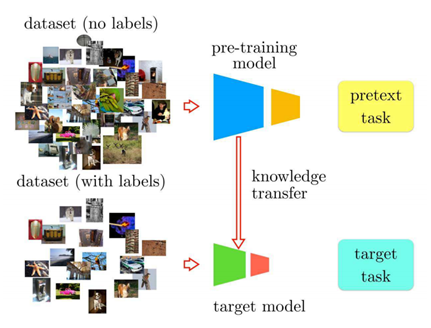 dataset (no labels)
pre-training
model
pretext
task
dataset (with labels)
knowledge
transfer
target model
target
task